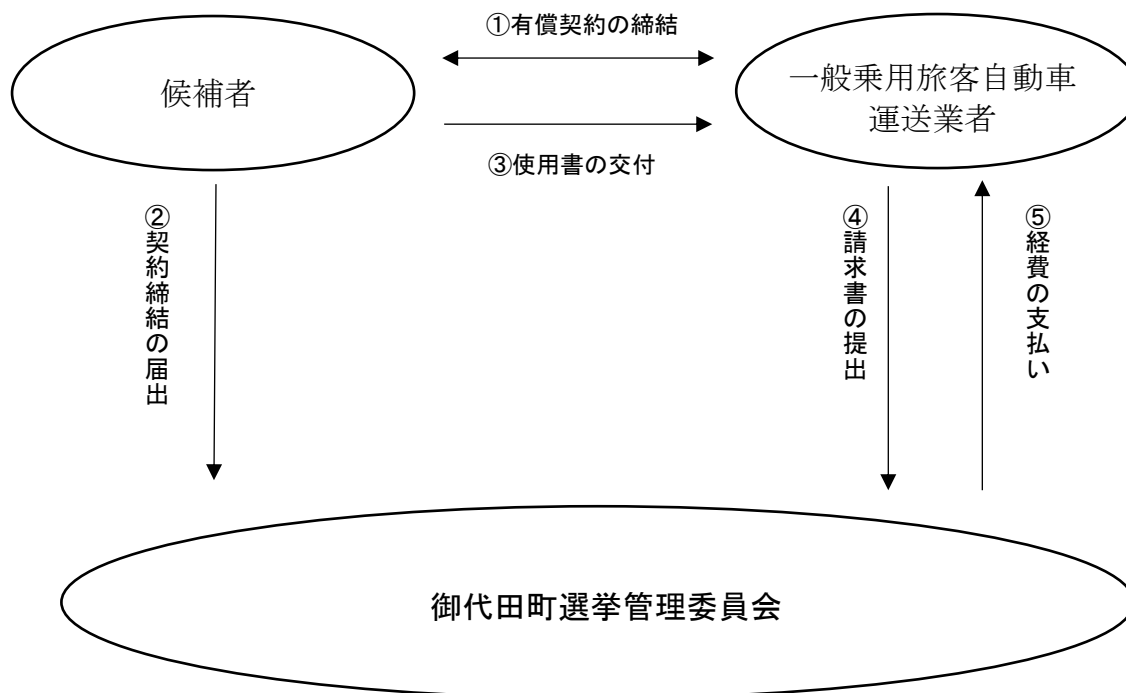 ①有償契約の締結
候補者
一般乗用旅客自動車
運送業者
③使用書の交付
②契約締結の届出
④請求書の提出
⑤経費の支払い
御代田町選挙管理委員会